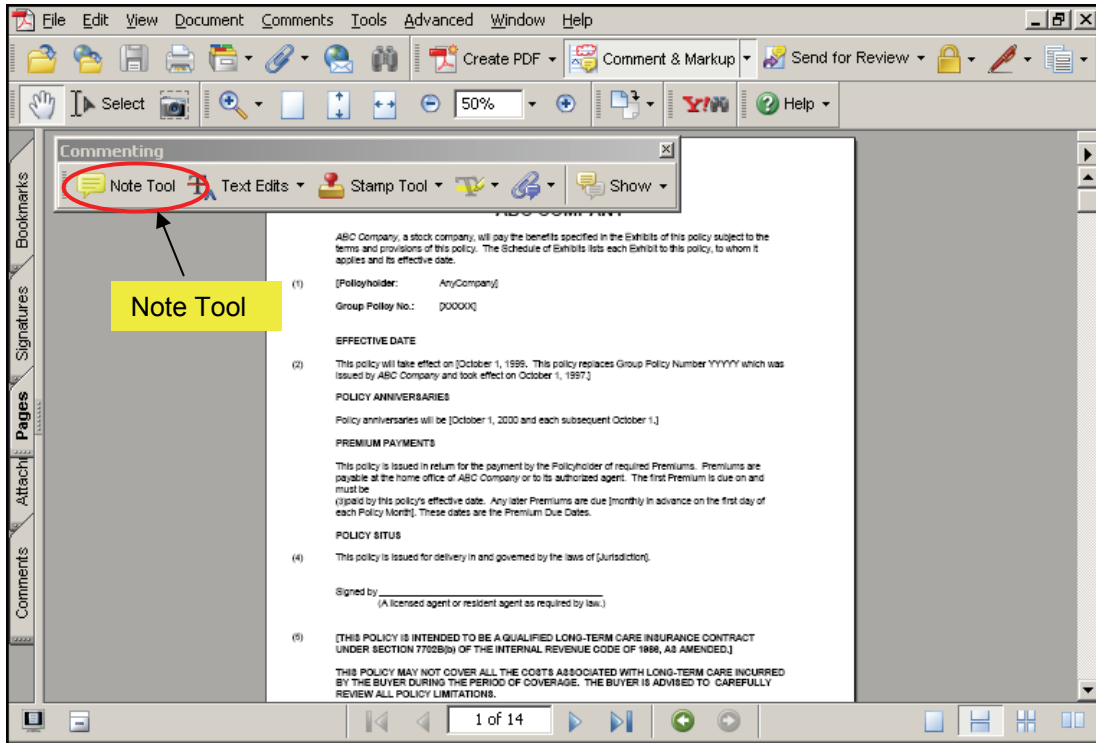 File Edit View Document Comments Tools Advanced Window Help
Create PDF Comment & Markup Send for Review
Select 50% Y! Help
Commenting
Note Tool Text Edits Stamp Tool Show
Note Tool
Bookmarks
Signatures
Pages
Attachi
Comments
ABC COMPANY
ABC Company, a stock company, will pay the benefits specified in the Exhibits of this policy subject to the
terms and provisions of this policy. The Schedule of Exhibits lists each Exhibit to this policy, to whom it
applies and its effective date.
(1) [Policyholder: AnyCompany]
Group Policy No.: [XXXXX]
EFFECTIVE DATE
(2) This policy will take effect on [October 1, 1999. This policy replaces Group Policy Number YYYYY which was
issued by ABC Company and took effect on October 1, 1997.]
POLICY ANNIVERSARIES
Policy anniversaries will be [October 1, 2000 and each subsequent October 1.]
PREMIUM PAYMENTS
This policy is issued in return for the payment by the Policyholder of required Premiums. Premiums are
payable at the home office of ABC Company or to its authorized agent. The first Premium is due on and
must be
(3)paid by this policy's effective date. Any later Premiums are due [monthly in advance on the first day of
each Policy Month]. These dates are the Premium Due Dates.
POLICY SITUS
(4) This policy is issued for delivery in and governed by the laws of [Jurisdiction].
Signed by
(A licensed agent or resident agent as required by law.)
(5) [THIS POLICY IS INTENDED TO BE A QUALIFIED LONG-TERM CARE INSURANCE CONTRACT
UNDER SECTION 7702B(b) OF THE INTERNAL REVENUE CODE OF 1986, AS AMENDED.]
THIS POLICY MAY NOT COVER ALL THE COSTS ASSOCIATED WITH LONG-TERM CARE INCURRED
BY THE BUYER DURING THE PERIOD OF COVERAGE. THE BUYER IS ADVISED TO CAREFULLY
REVIEW ALL POLICY LIMITATIONS.
1 of 14